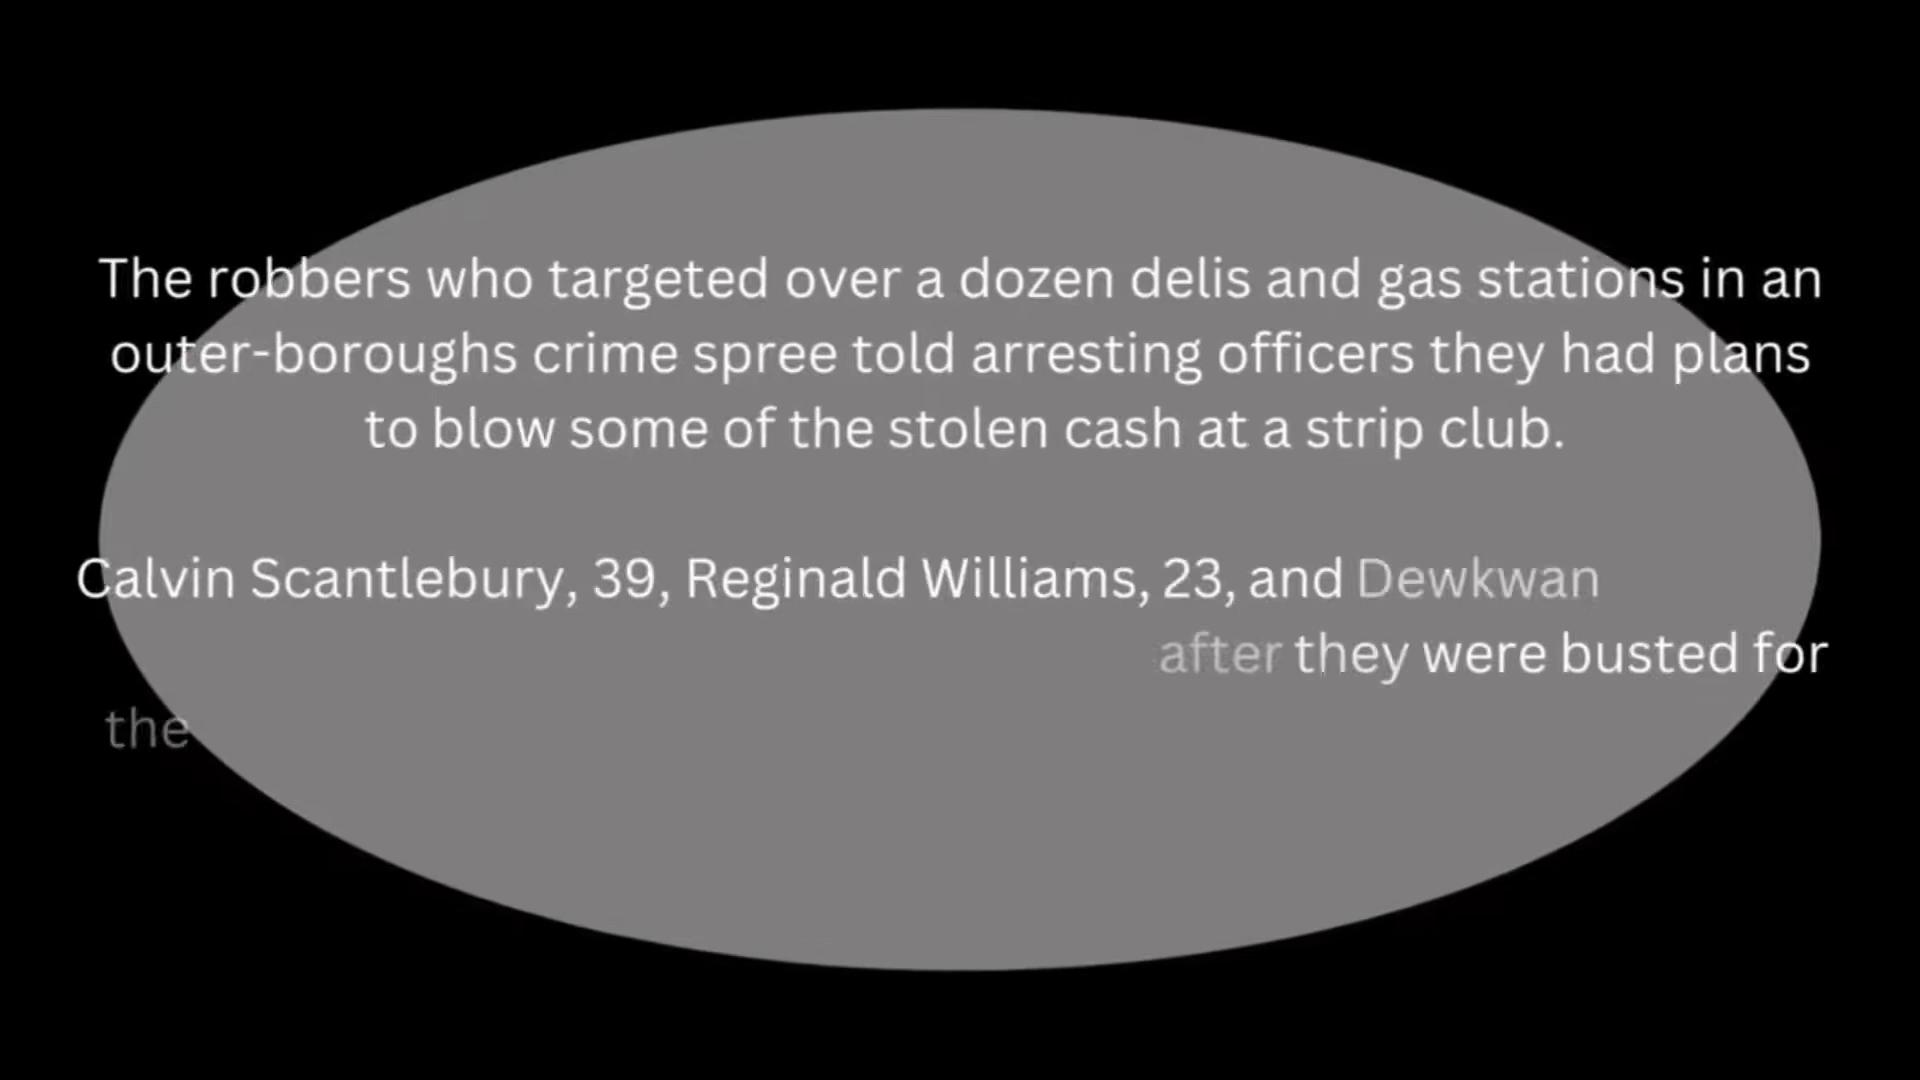 The robbers who targeted over a dozen delis and gas stations in an
outer-boroughs crime spree told arresting officers they had plans
to blow some of the stolen cash at a strip club.
Calvin Scantlebury, 39, Reginald Williams, 23, and Dewkwan
after they were busted for
the